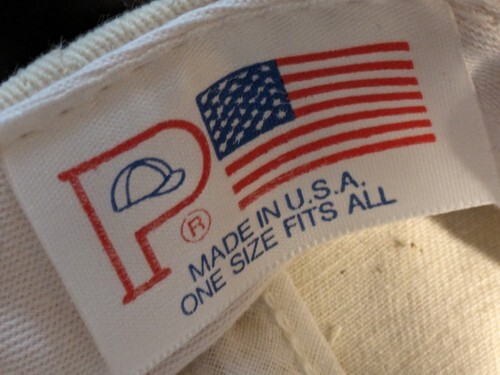 P®
MADE IN U.S.A.
ONE SIZE FITS ALL